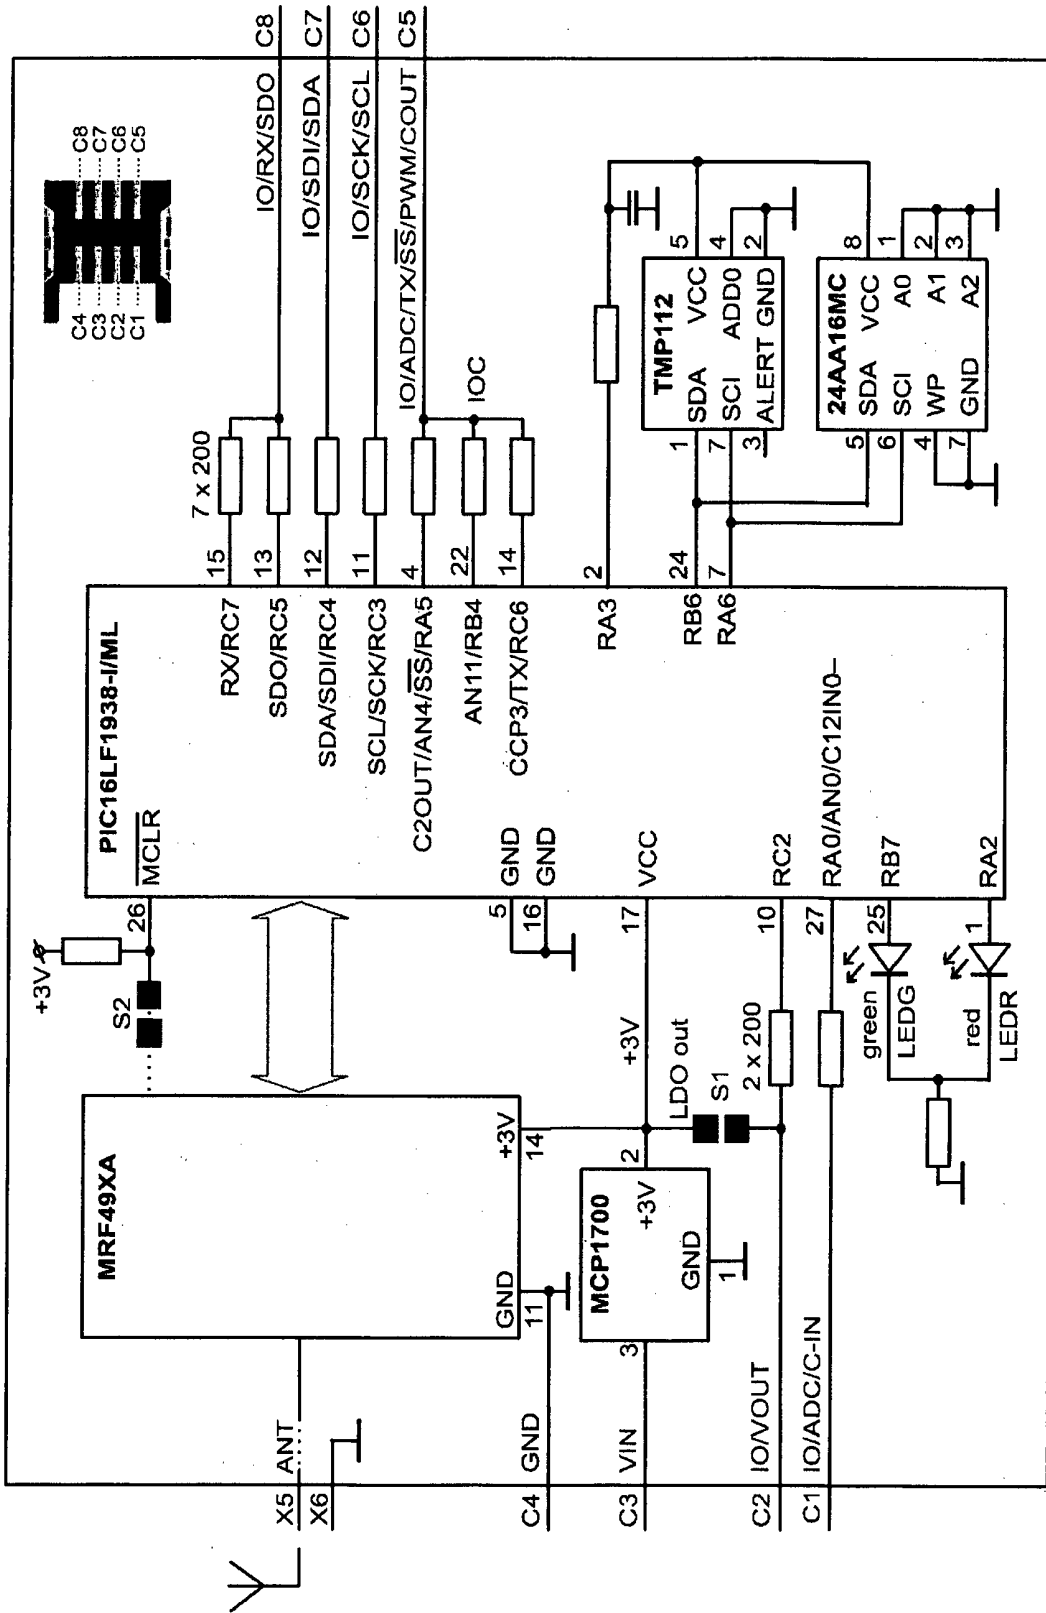 C4
C3
C2
C1
C8
C7
C6
C5
X5
ANT
X6
C4
GND
C3
VIN
C2
IO/VOUT
C1
IO/ADC/C-IN
MRF49XA
GND
11
+3V
14
MCP1700
3
+3V
2
GND
1
LDO out
S1
+3V
2 x 200
+3V
S2
26
5
16
17
10
27
25
1
green
LEDG
red
LEDR
PIC16LF1938-I/ML
MCLR
GND
GND
VCC
RC2
RA0/AN0/C12IN0–
RB7
RA2
RX/RC7
SDO/RC5
SDA/SDI/RC4
SCL/SCK/RC3
C2OUT/AN4/SS/RA5
AN11/RB4
CCP3/TX/RC6
RA3
RB6
RA6
15
13
12
11
4
22
14
2
24
7
7 x 200
IOC
IO/RX/SDO
C8
IO/SDI/SDA
C7
IO/SCK/SCL
C6
IO/ADC/TX/SS/PWM/COUT
C5
TMP112
1
SDA
VCC
5
7
SCI
ADD0
4
3
ALERT
GND
2
24AA16MC
5
SDA
VCC
8
6
SCI
A0
1
4
WP
A1
2
7
GND
A2
3